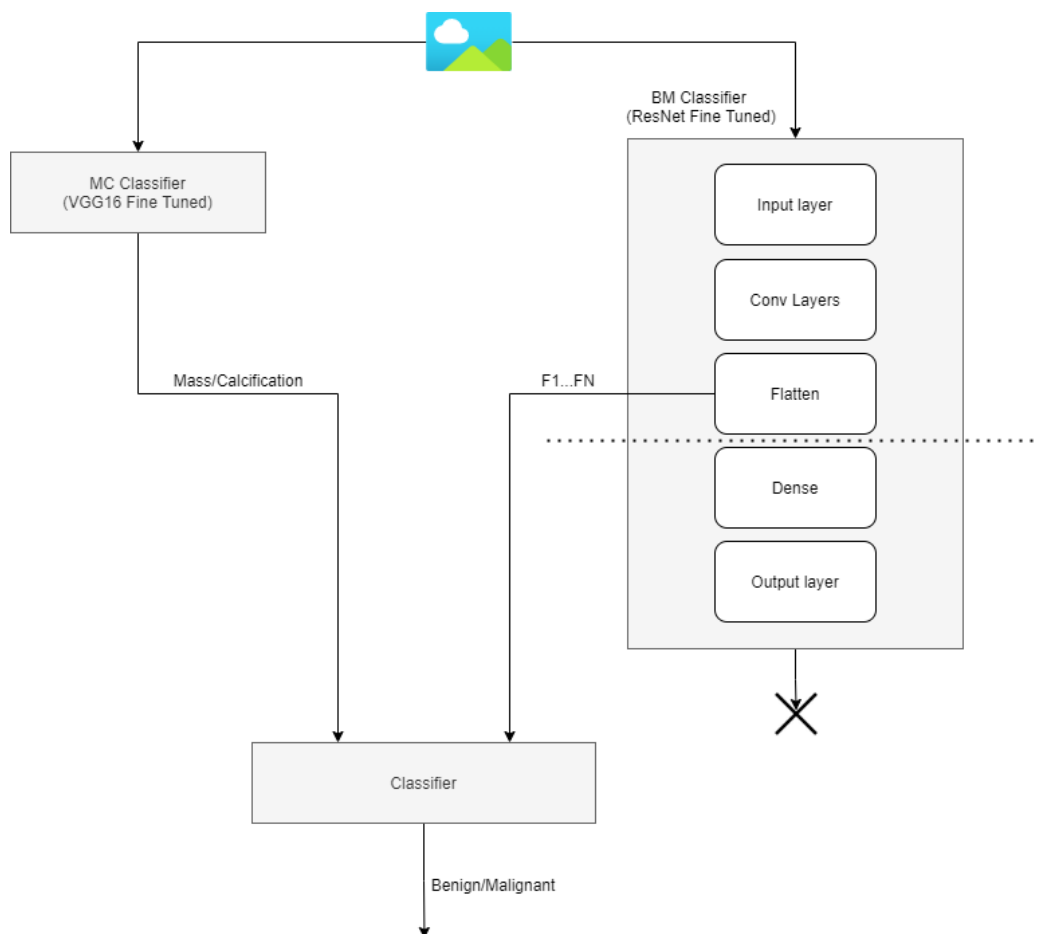 BM Classifier
(ResNet Fine Tuned)
MC Classifier
(VGG16 Fine Tuned)
Input layer
Conv Layers
Mass/Calcification
F1...FN
Flatten
Dense
Output layer
Classifier
Benign/Malignant